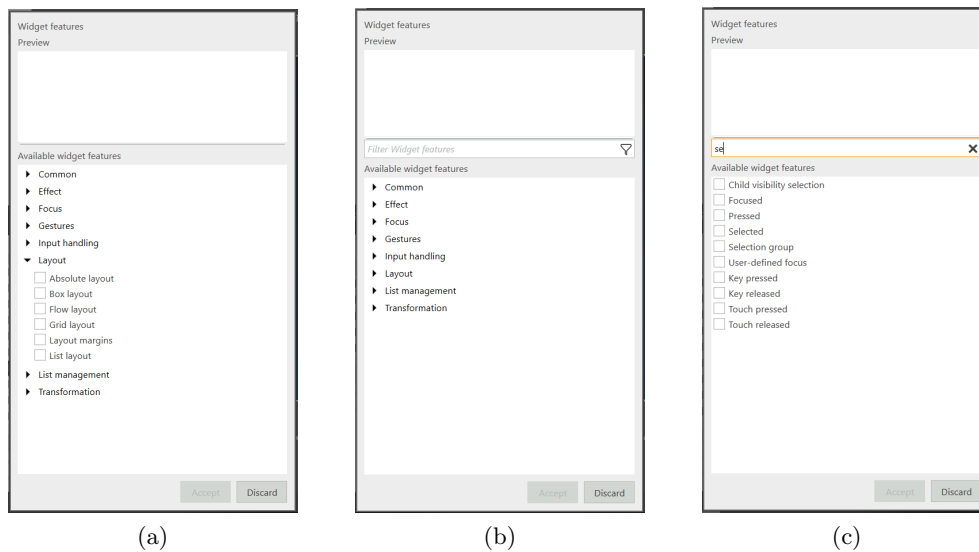 Widget features
Preview
Available widget features
Common
Effect
Focus
Gestures
Input handling
Layout
Absolute layout
Box layout
Flow layout
Grid layout
Layout margins
List layout
List management
Transformation
Accept
Discard
(a)
Widget features
Preview
Filter Widget features
Available widget features
Common
Effect
Focus
Gestures
Input handling
Layout
List management
Transformation
Accept
Discard
(b)
Widget features
Preview
se
Available widget features
Child visibility selection
Focused
Pressed
Selected
Selection group
User-defined focus
Key pressed
Key released
Touch pressed
Touch released
Accept
Discard
(c)